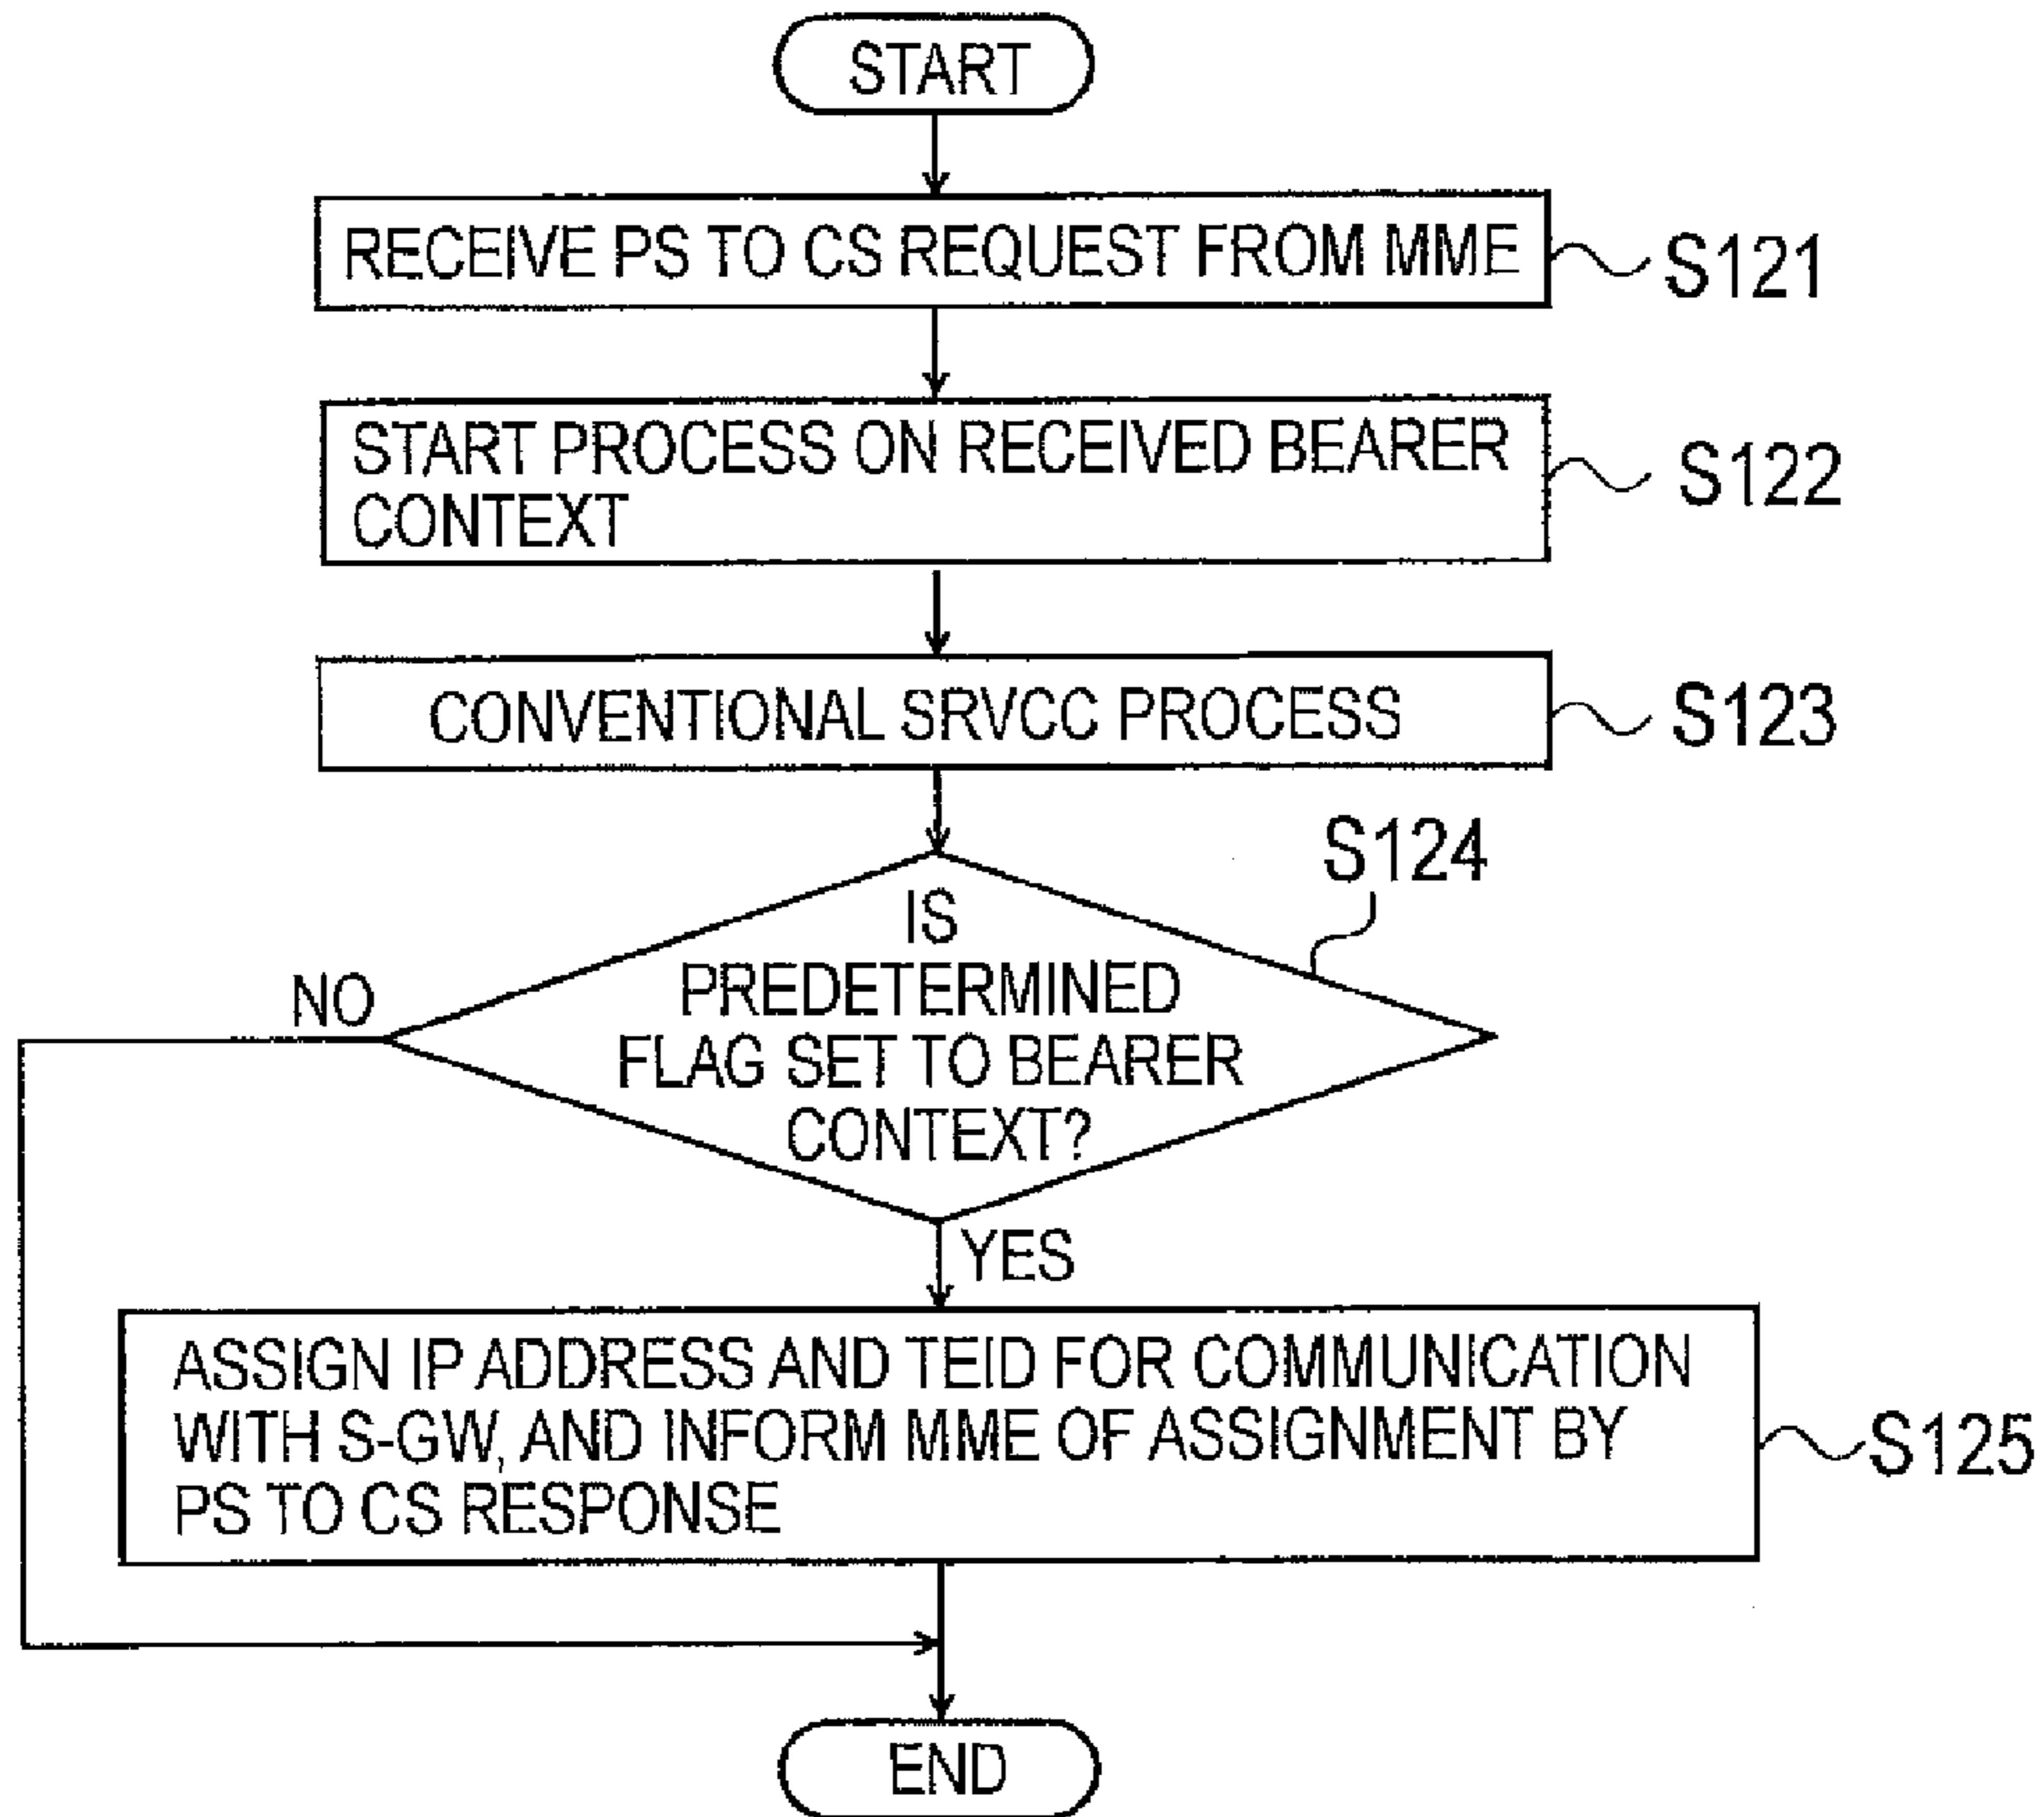 START
RECEIVE PS TO CS REQUEST FROM MME
S121
START PROCESS ON RECEIVED BEARER
CONTEXT
S122
CONVENTIONAL SRVCC PROCESS
S123
S124
IS
PREDETERMINED
FLAG SET TO BEARER
CONTEXT?
NO
YES
ASSIGN IP ADDRESS AND TEID FOR COMMUNICATION
WITH S-GW, AND INFORM MME OF ASSIGNMENT BY
PS TO CS RESPONSE
S125
END